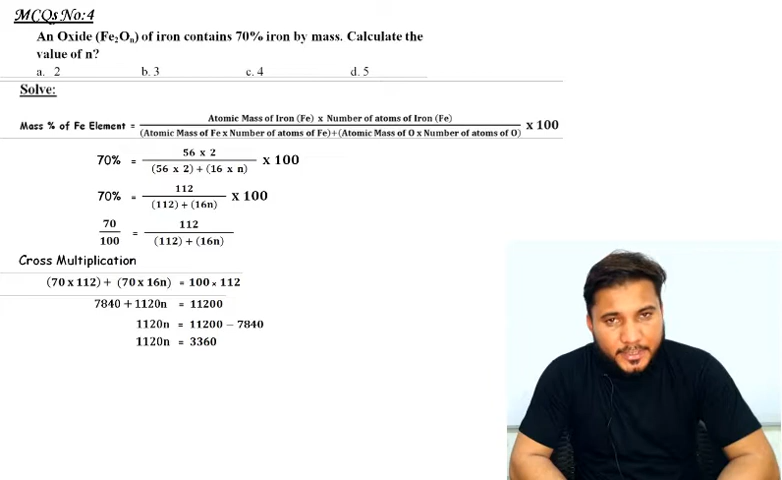 MCQs No:4
An Oxide (Fe₂Oₙ) of iron contains 70% iron by mass. Calculate the
value of n?
a. 2 b. 3 c. 4 d. 5
Solve:
Mass % of Fe Element = Atomic Mass of Iron (Fe) x Number of atoms of Iron (Fe) / (Atomic Mass of Fe x Number of atoms of Fe)+(Atomic Mass of O x Number of atoms of O) x 100
70% = 56 x 2 / (56 x 2) + (16 x n) x 100
70% = 112 / (112) + (16n) x 100
70 / 100 = 112 / (112) + (16n)
Cross Multiplication
(70 x 112) + (70 x 16n) = 100 × 112
7840 + 1120n = 11200
1120n = 11200 − 7840
1120n = 3360